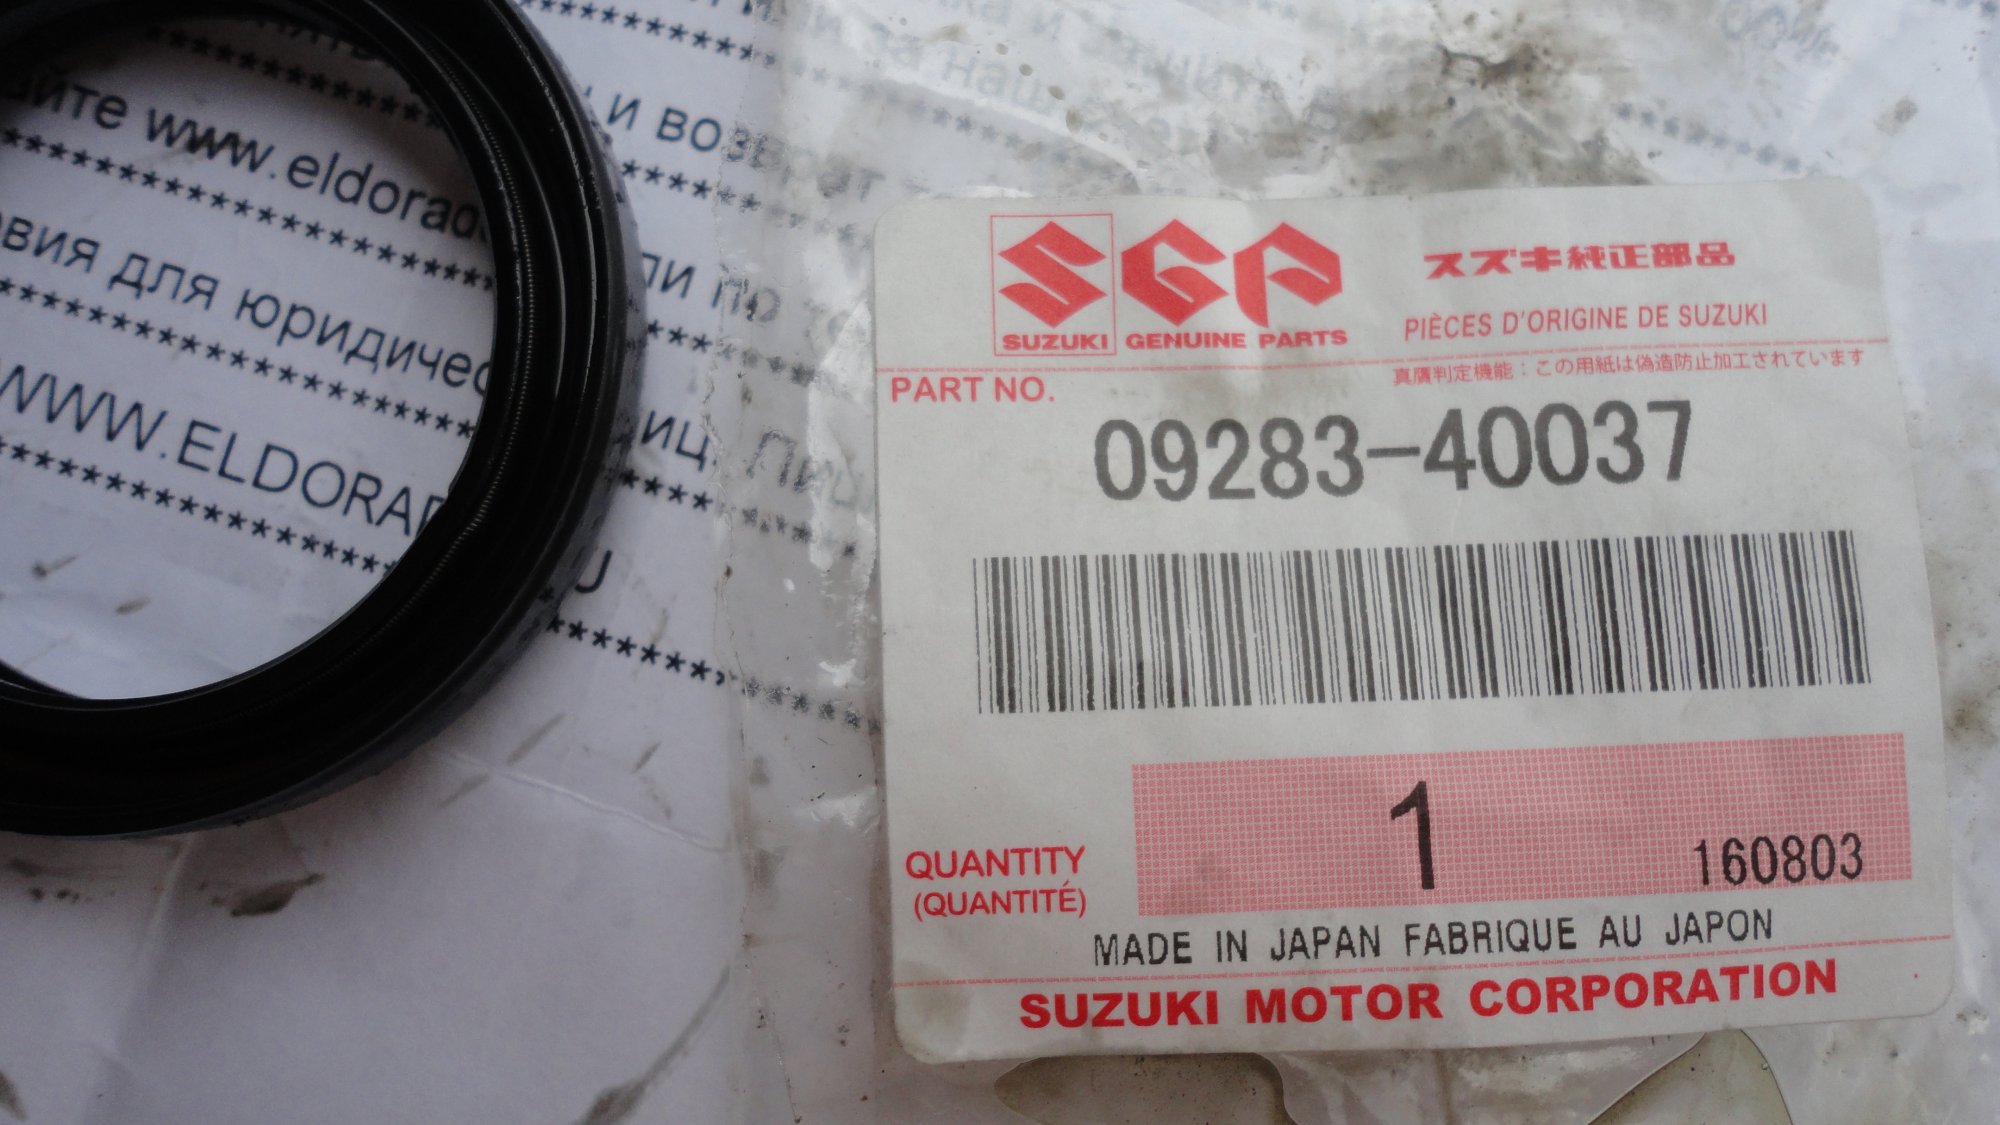 и возврат
йте www.eldorad
вия для юридичес
ли по
WWW.ELDORA
U
SUZUKI
SGP
GENUINE PARTS
スズキ純正部品
PIÈCES D'ORIGINE DE SUZUKI
真贋判定機能：この用紙は偽造防止加工されています
PART NO.
09283-40037
1
160803
QUANTITY
(QUANTITÉ)
MADE IN JAPAN FABRIQUE AU JAPON
SUZUKI MOTOR CORPORATION